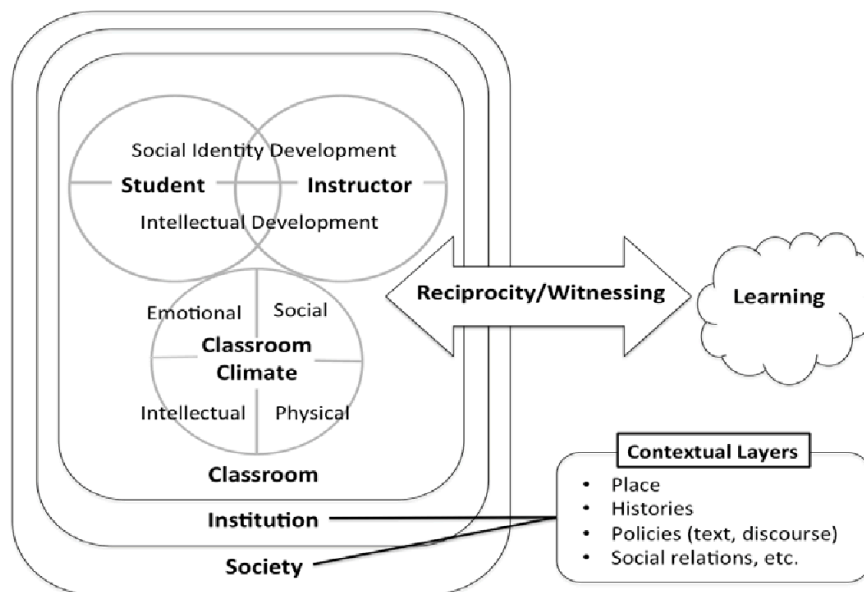 Social Identity Development
Student
Instructor
Intellectual Development
Emotional
Social
Classroom
Climate
Intellectual
Physical
Classroom
Institution
Society
Reciprocity/Witnessing
Learning
Contextual Layers
• Place
• Histories
• Policies (text, discourse)
• Social relations, etc.